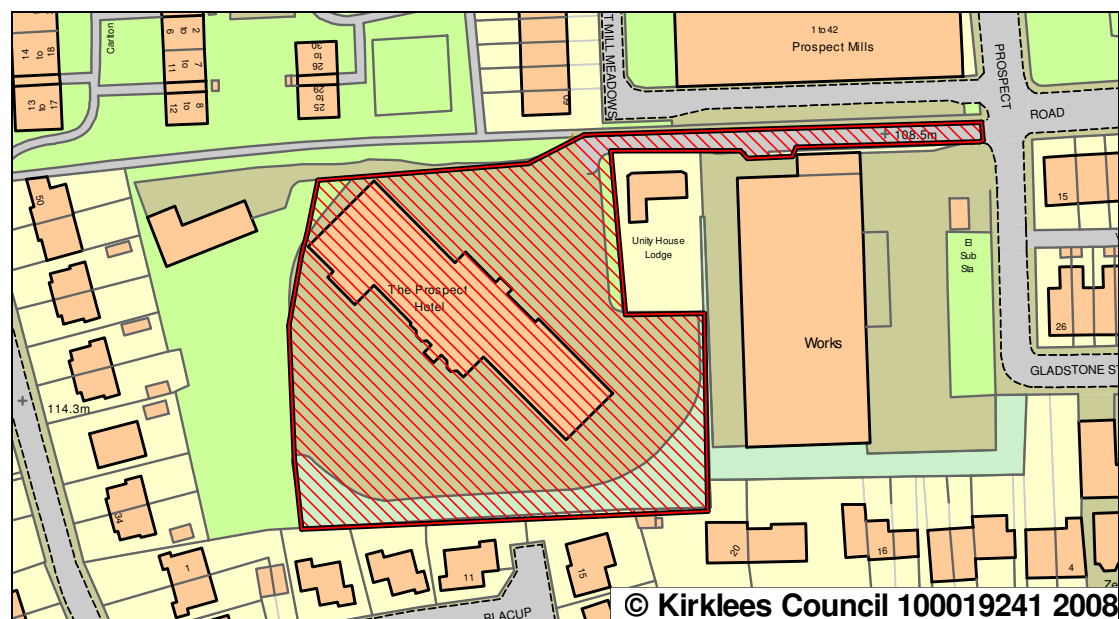 14
to
18
13
to
17
Carlton
2
to
6
7
to
11
8
to
12
30
to
26
29
to
25
69
T MILL MEADOWS
1 to 42
Prospect Mills
PROSPECT
ROAD
108.5m
50
15
Unity House
Lodge
El
Sub
Sta
The Prospect
Hotel
26
Works
GLADSTONE ST
114.3m
34
1
11
15
20
16
4
Ze
BLACUP
© Kirklees Council 100019241 2008